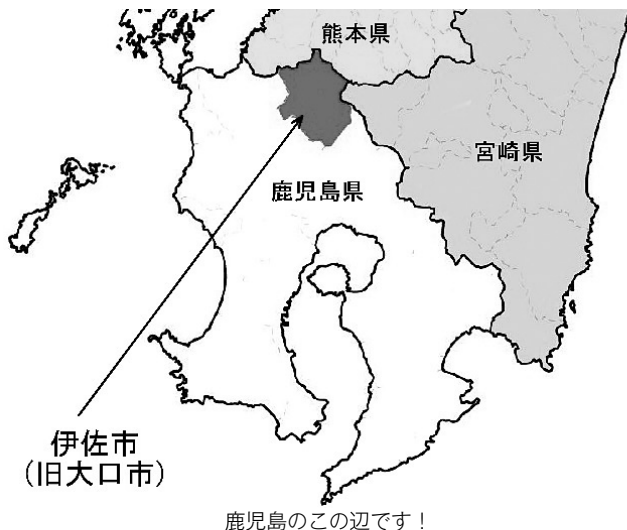 熊本県
宮崎県
鹿児島県
伊佐市
（旧大口市）
鹿児島のこの辺です！